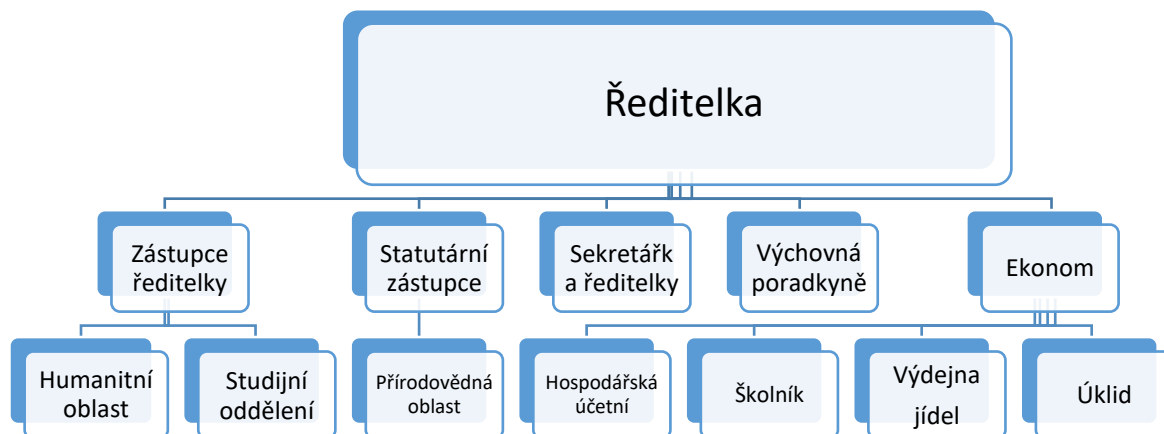 Ředitelka
Zástupce
ředitelky
Statutární
zástupce
Sekretářk
a ředitelky
Výchovná
poradkyně
Ekonom
Humanitní
oblast
Studijní
oddělení
Přírodovědná
oblast
Hospodářská
účetní
Školník
Výdejna
jídel
Úklid